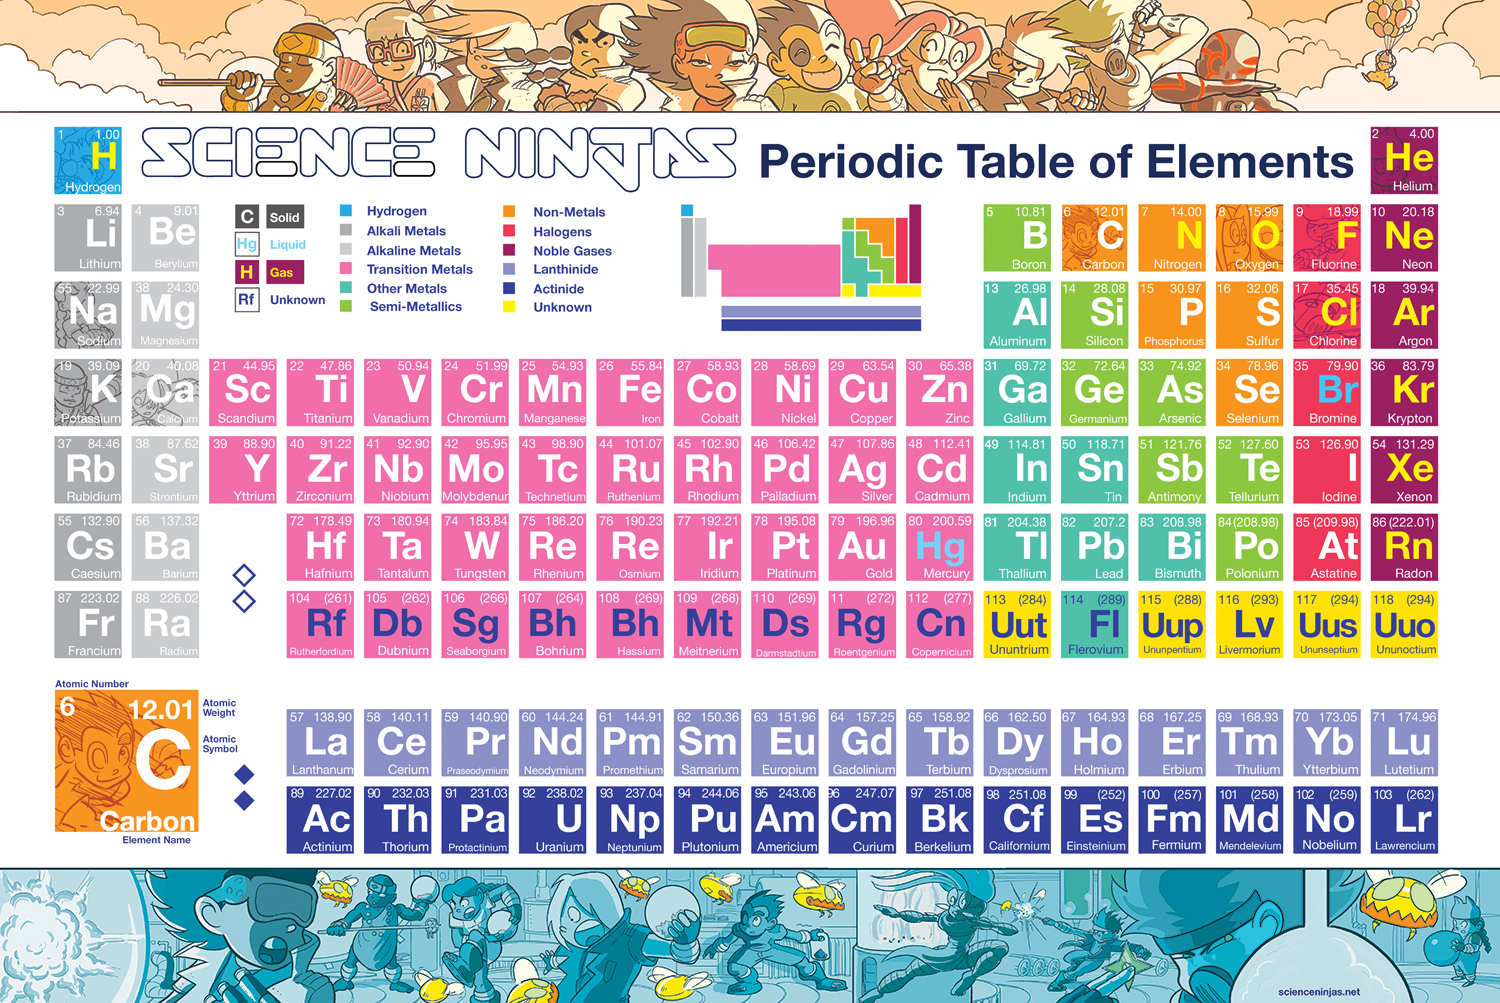 1 1.00
H
Hydrogen
SCIENCE NINJAS
Periodic Table of Elements
2 4.00
He
Helium
3 6.94
Li
Lithium
4 9.01
Be
Berylium
C Solid
Hg Liquid
H Gas
Rf Unknown
Hydrogen
Alkali Metals
Alkaline Metals
Transition Metals
Other Metals
Semi-Metallics
Non-Metals
Halogens
Noble Gases
Lanthinide
Actinide
Unknown
5 10.81
B
Boron
6 12.01
C
Carbon
7 14.00
N
Nitrogen
8 15.99
O
Oxygen
9 18.99
F
Fluorine
10 20.18
Ne
Neon
55 22.99
Na
Sodium
38 24.30
Mg
Magnesium
13 26.98
Al
Aluminum
14 28.08
Si
Silicon
15 30.97
P
Phosphorus
16 32.06
S
Sulfur
17 35.45
Cl
Chlorine
18 39.94
Ar
Argon
19 39.09
K
Potassium
20 40.08
Ca
Calcium
21 44.95
Sc
Scandium
22 47.86
Ti
Titanium
23 50.94
V
Vanadium
24 51.99
Cr
Chromium
25 54.93
Mn
Manganese
26 55.84
Fe
Iron
27 58.93
Co
Cobalt
28 58.69
Ni
Nickel
29 63.54
Cu
Copper
30 65.38
Zn
Zinc
31 69.72
Ga
Gallium
32 72.64
Ge
Germanium
33 74.92
As
Arsenic
34 78.96
Se
Selenium
35 79.90
Br
Bromine
36 83.79
Kr
Krypton
37 84.46
Rb
Rubidium
38 87.62
Sr
Strontium
39 88.90
Y
Yttrium
40 91.22
Zr
Zirconium
41 92.90
Nb
Niobium
42 95.95
Mo
Molybdenur
43 98.90
Tc
Technetium
44 101.07
Ru
Ruthenium
45 102.90
Rh
Rhodium
46 106.42
Pd
Palladium
47 107.86
Ag
Silver
48 112.41
Cd
Cadmium
49 114.81
In
Indium
50 118.71
Sn
Tin
51 121.76
Sb
Antimony
52 127.60
Te
Tellurium
53 126.90
I
Iodine
54 131.29
Xe
Xenon
55 132.90
Cs
Caesium
56 137.32
Ba
Barium
72 178.49
Hf
Hafnium
73 180.94
Ta
Tantalum
74 183.84
W
Tungsten
75 186.20
Re
Rhenium
76 190.23
Re
Osmium
77 192.21
Ir
Iridium
78 195.08
Pt
Platinum
79 196.96
Au
Gold
80 200.59
Hg
Mercury
81 204.38
Tl
Thallium
82 207.2
Pb
Lead
83 208.98
Bi
Bismuth
84 (208.98)
Po
Polonium
85 (209.98)
At
Astatine
86 (222.01)
Rn
Radon
87 223.02
Fr
Francium
88 226.02
Ra
Radium
104 (261)
Rf
Rutherfordium
105 (262)
Db
Dubnium
106 (266)
Sg
Seaborgium
107 (264)
Bh
Bohrium
108 (269)
Bh
Hassium
109 (268)
Mt
Meitnerium
110 (269)
Ds
Darmstadtium
11 (272)
Rg
Roentgenium
112 (277)
Cn
Copernicium
113 (284)
Uut
Ununtrium
114 (289)
Fl
Flerovium
115 (288)
Uup
Ununpentium
116 (293)
Lv
Livermorium
117 (294)
Uus
Ununseptium
118 (294)
Uuo
Ununoctium
Atomic Number
6 12.01
C
Carbon
Atomic
Weight
Atomic
Symbol
Element Name
57 138.90
La
Lanthanum
58 140.11
Ce
Cerium
59 140.90
Pr
Praseodymium
60 144.24
Nd
Neodymium
61 144.91
Pm
Promethium
62 150.36
Sm
Samarium
63 151.96
Eu
Europium
64 157.25
Gd
Gadolinium
65 158.92
Tb
Terbium
66 162.50
Dy
Dysprosium
67 164.93
Ho
Holmium
68 167.25
Er
Erbium
69 168.93
Tm
Thulium
70 173.05
Yb
Ytterbium
71 174.96
Lu
Lutetium
89 227.02
Ac
Actinium
90 232.03
Th
Thorium
91 231.03
Pa
Protactinium
92 238.02
U
Uranium
93 237.04
Np
Neptunium
94 244.06
Pu
Plutonium
95 243.06
Am
Americium
96 247.07
Cm
Curium
97 251.08
Bk
Berkelium
98 251.08
Cf
Californium
99 (252)
Es
Einsteinium
100 (257)
Fm
Fermium
101 (258)
Md
Mendelevium
102 (259)
No
Nobelium
103 (262)
Lr
Lawrencium
scienceninjas.net